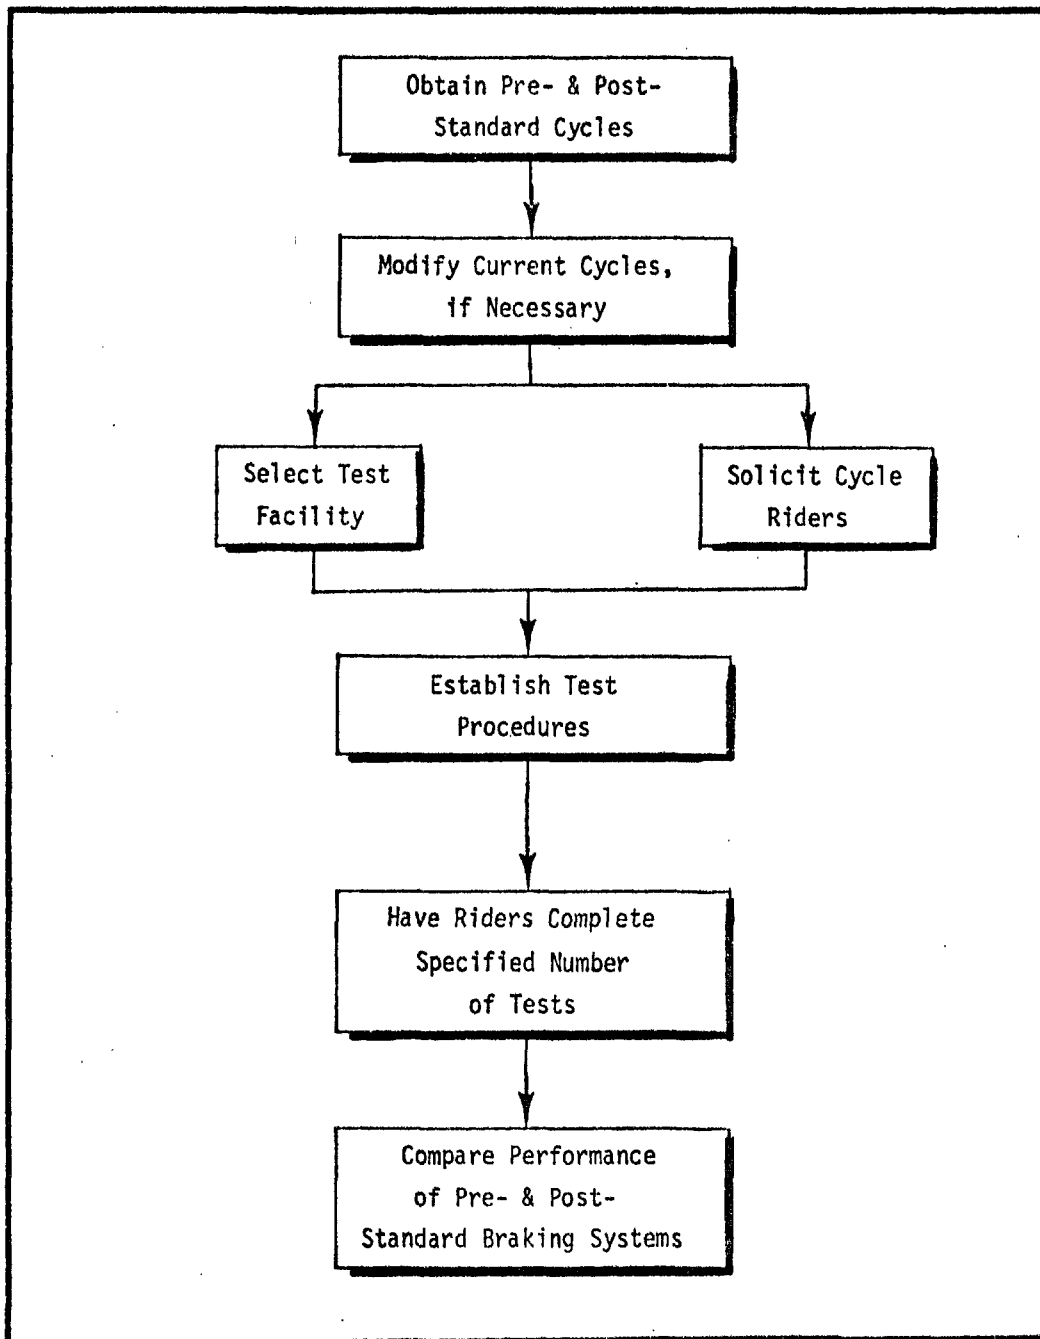 Obtain Pre- & Post-
Standard Cycles
Modify Current Cycles,
if Necessary
Select Test
Facility
Solicit Cycle
Riders
Establish Test
Procedures
Have Riders Complete
Specified Number
of Tests
Compare Performance
of Pre- & Post-
Standard Braking Systems